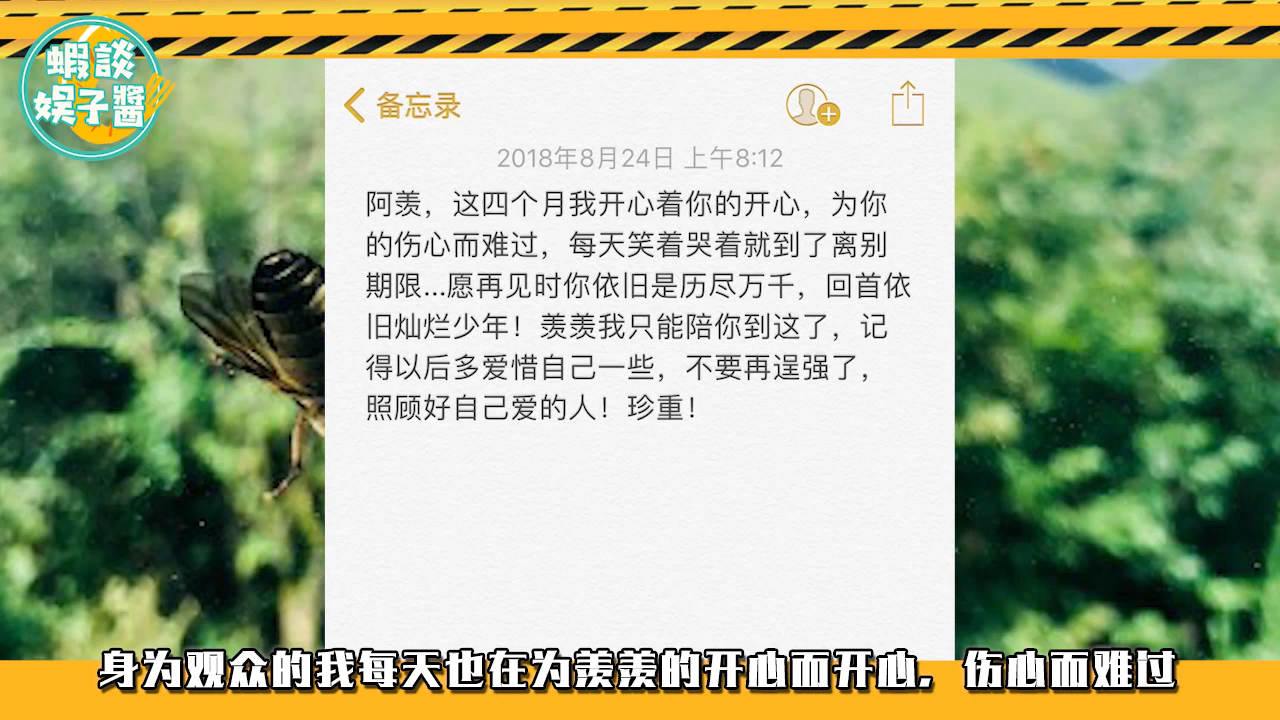 蝦談
娱子醬
备忘录
2018年8月24日 上午8:12
阿羡，这四个月我开心着你的开心，为你
的伤心而难过，每天笑着哭着就到了离别
期限...愿再见时你依旧是历尽万千，回首依
旧灿烂少年！羡羡我只能陪你到这了，记
得以后多爱惜自己一些，不要再逞强了，
照顾好自己爱的人！珍重！
身为观众的我每天也在为羡羡的开心而开心，伤心而难过